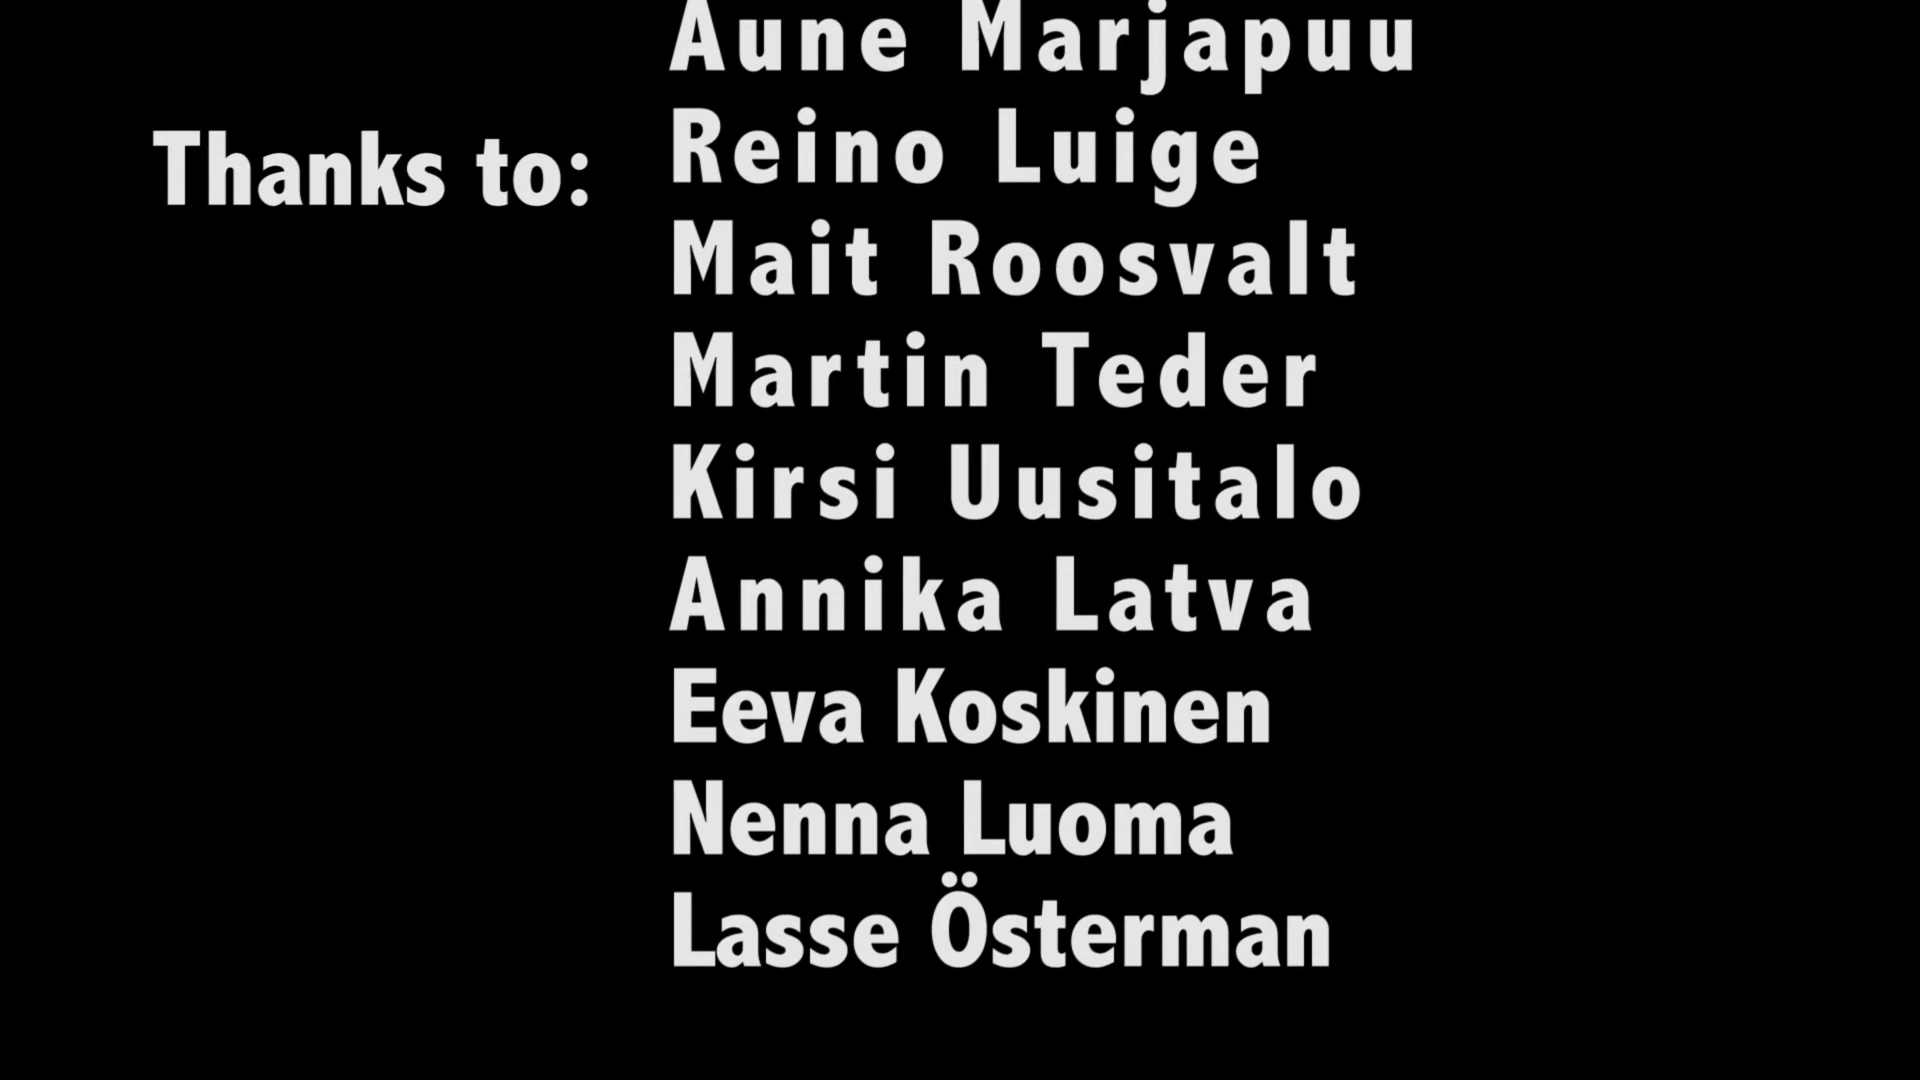 Aune Marjapuu
Thanks to:
Reino Luige
Mait Roosvalt
Martin Teder
Kirsi Uusitalo
Annika Latva
Eeva Koskinen
Nenna Luoma
Lasse Österman